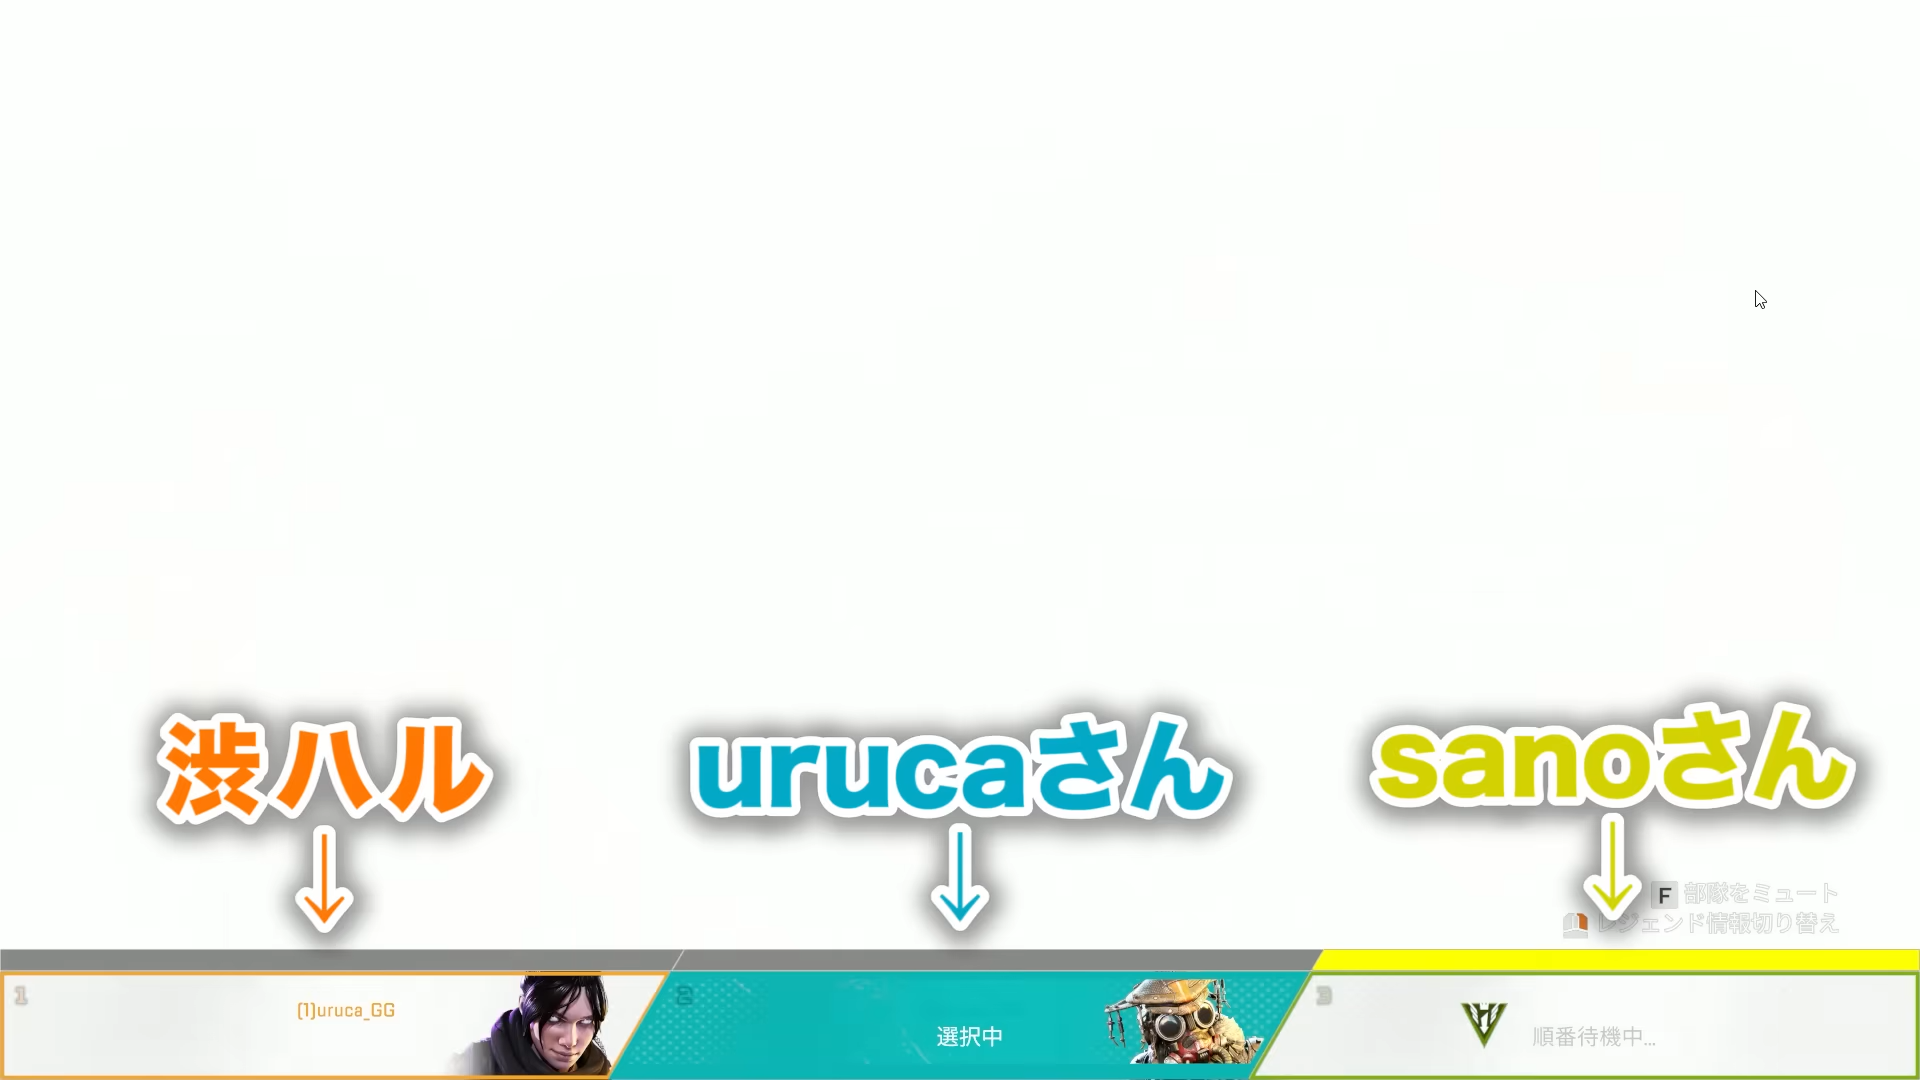 渋ハル
urucaさん
sanoさん
F 部隊をミュート
レジェンド情報切り替え
1
(1)uruca_GG
2
選択中
3
順番待機中...